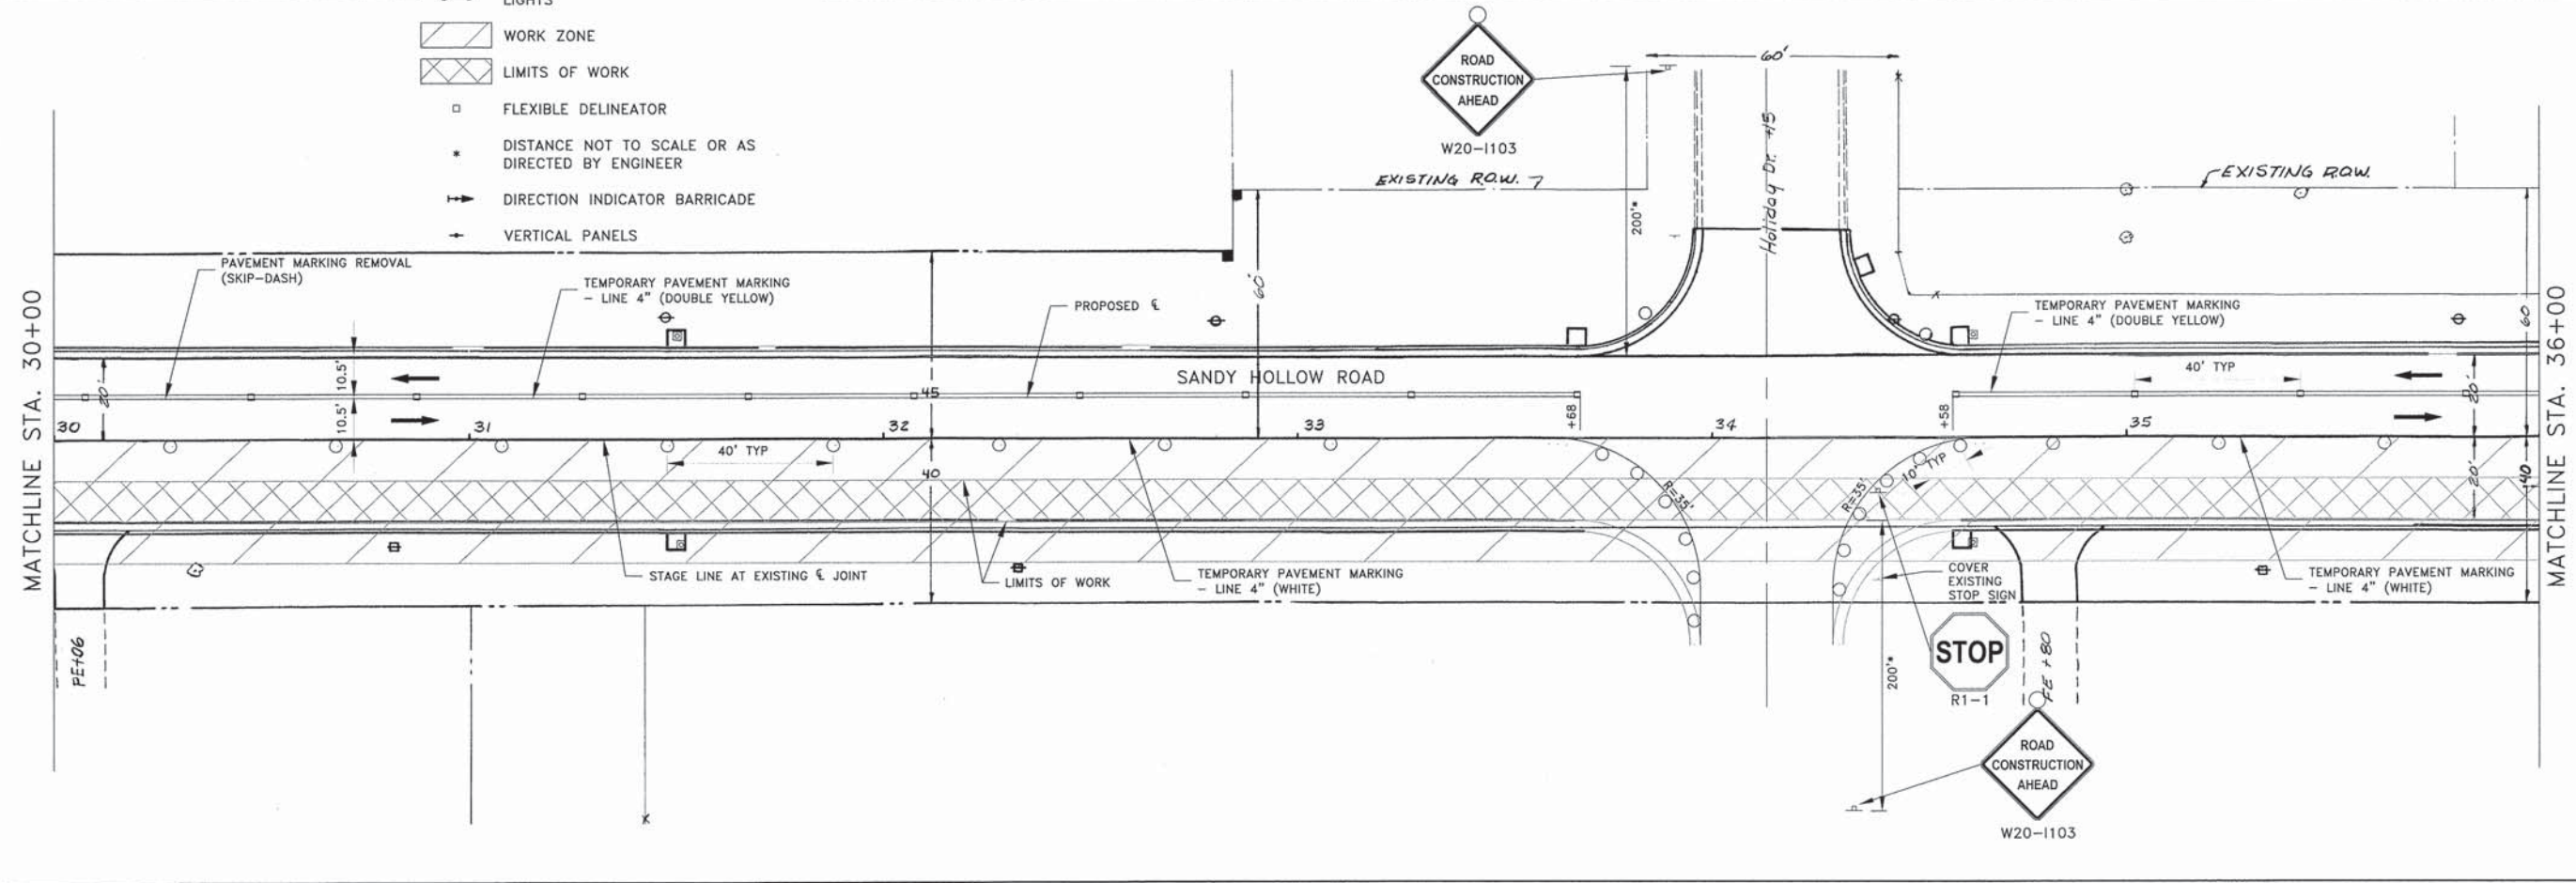 LIGHTS
WORK ZONE
LIMITS OF WORK
FLEXIBLE DELINEATOR
*
DISTANCE NOT TO SCALE OR AS
DIRECTED BY ENGINEER
DIRECTION INDICATOR BARRICADE
VERTICAL PANELS
ROAD
CONSTRUCTION
AHEAD
W20-I103
60'
200'*
Holiday Dr. +15
EXISTING R.O.W.
EXISTING R.O.W.
MATCHLINE STA. 30+00
PAVEMENT MARKING REMOVAL
(SKIP-DASH)
TEMPORARY PAVEMENT MARKING
- LINE 4" (DOUBLE YELLOW)
PROPOSED ℄
60'
TEMPORARY PAVEMENT MARKING
- LINE 4" (DOUBLE YELLOW)
60
MATCHLINE STA. 36+00
20'
10.5'
10.5'
45
SANDY HOLLOW ROAD
+68
+58
40' TYP
20'
30
31
32
33
34
35
40' TYP
40
R=35'
R=35'
10' TYP
20'
40
STAGE LINE AT EXISTING ℄ JOINT
LIMITS OF WORK
TEMPORARY PAVEMENT MARKING
- LINE 4" (WHITE)
COVER
EXISTING
STOP SIGN
TEMPORARY PAVEMENT MARKING
- LINE 4" (WHITE)
PE+06
STOP
R1-1
200'*
+80
ROAD
CONSTRUCTION
AHEAD
W20-I103